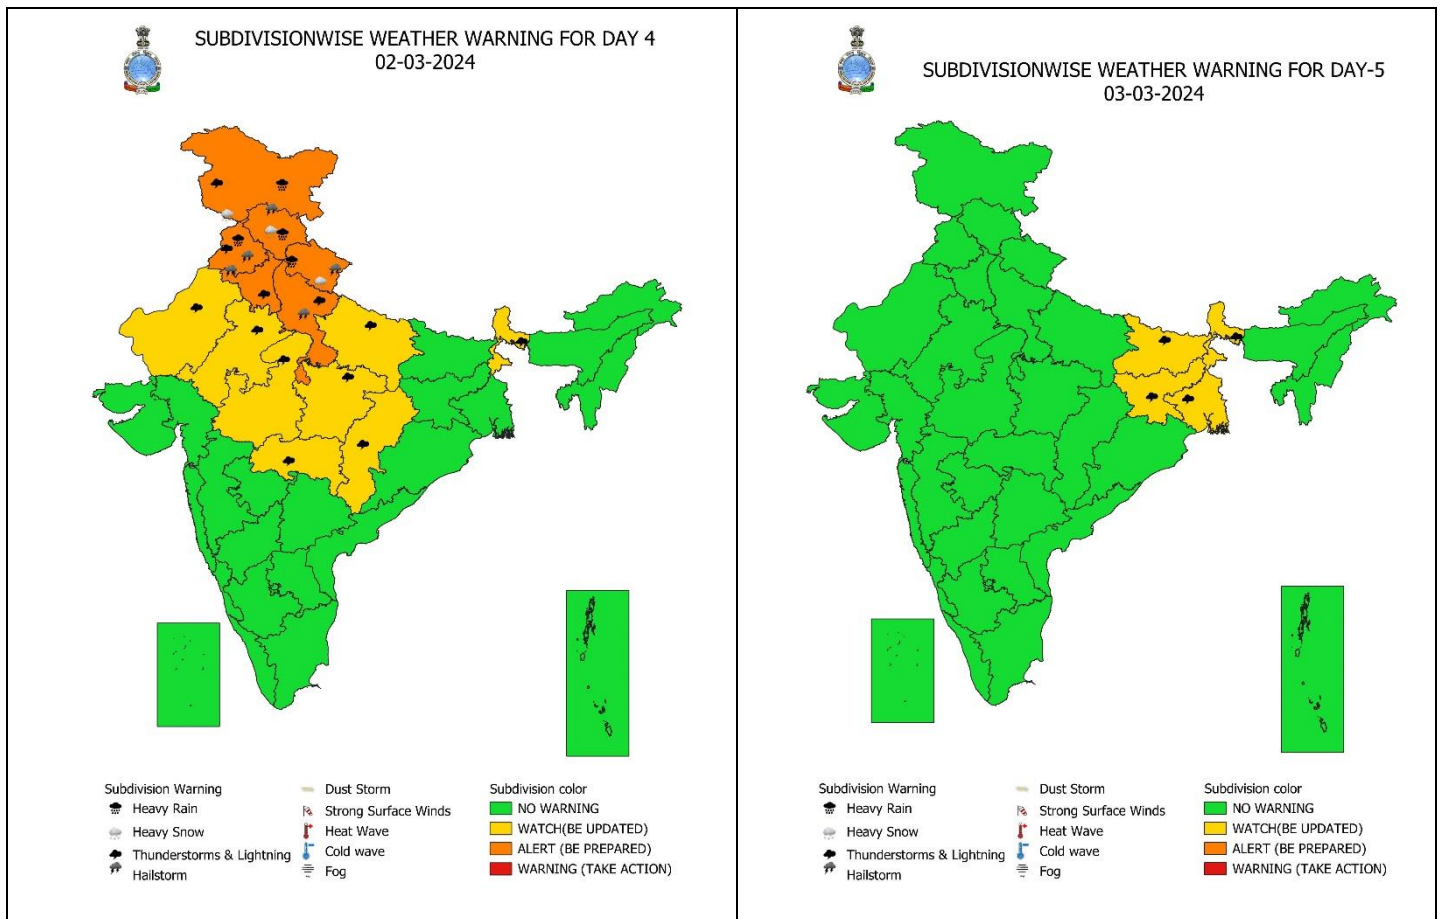 SUBDIVISIONWISE WEATHER WARNING FOR DAY 4
02-03-2024
Subdivision Warning
Heavy Rain
Heavy Snow
Thunderstorms & Lightning
Hailstorm
Dust Storm
Strong Surface Winds
Heat Wave
Cold wave
Fog
Subdivision color
NO WARNING
WATCH(BE UPDATED)
ALERT (BE PREPARED)
WARNING (TAKE ACTION)
SUBDIVISIONWISE WEATHER WARNING FOR DAY-5
03-03-2024
Subdivision Warning
Heavy Rain
Heavy Snow
Thunderstorms & Lightning
Hailstorm
Dust Storm
Strong Surface Winds
Heat Wave
Cold wave
Fog
Subdivision color
NO WARNING
WATCH(BE UPDATED)
ALERT (BE PREPARED)
WARNING (TAKE ACTION)